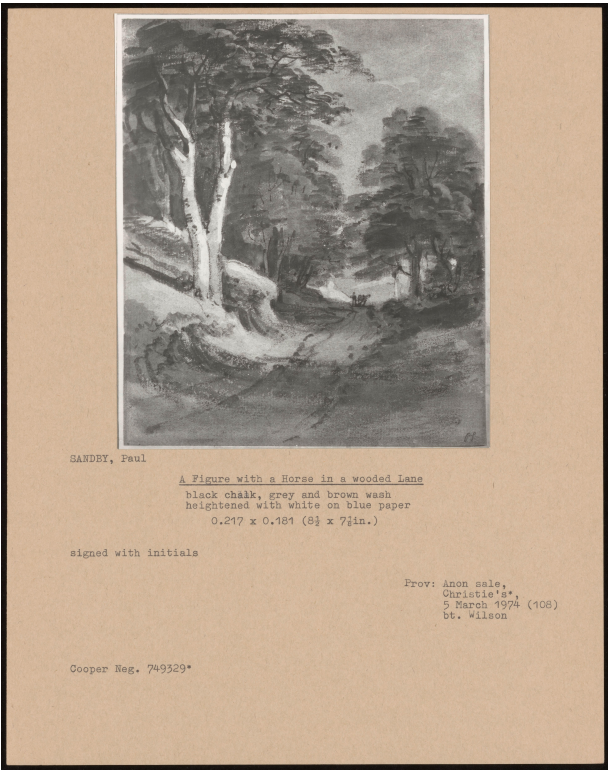 SANDBY, Paul
A Figure with a Horse in a wooded Lane
black chalk, grey and brown wash
heightened with white on blue paper
0.217 x 0.181 (8½ x 7⅛in.)
signed with initials
Prov: Anon sale,
Christie's*,
5 March 1974 (108)
bt. Wilson
Cooper Neg. 749329*